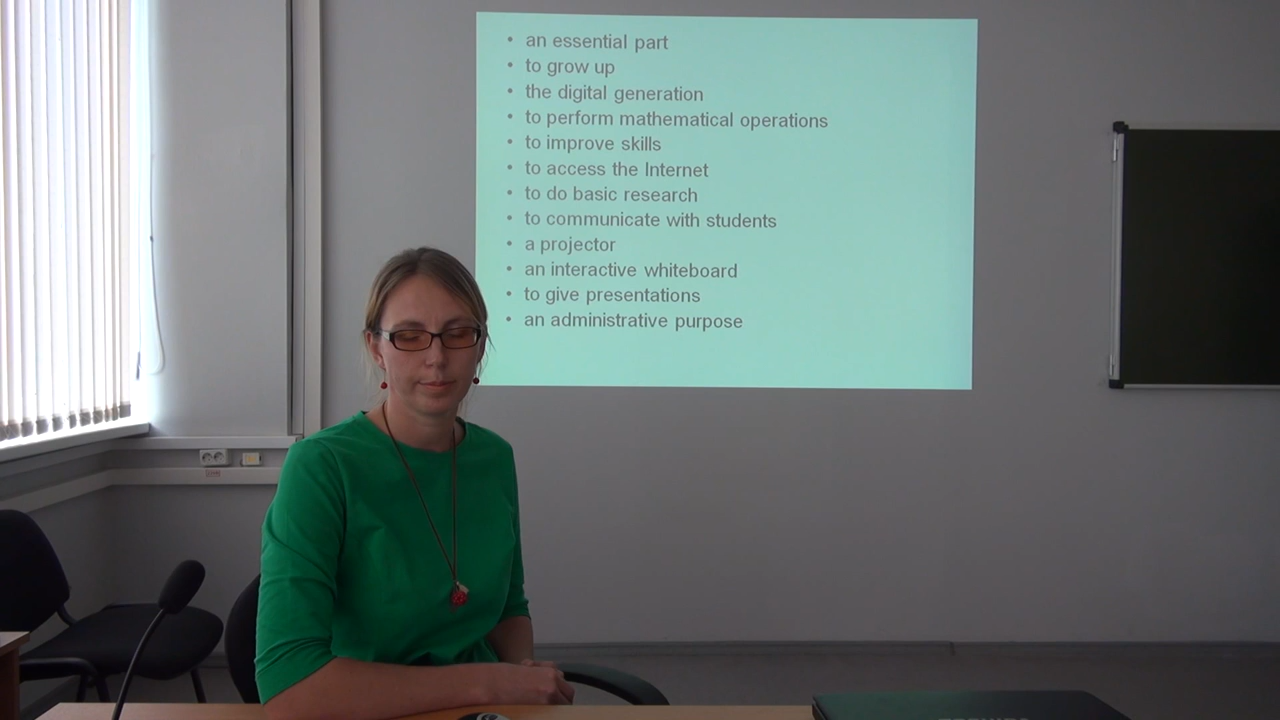 • an essential part
• to grow up
• the digital generation
• to perform mathematical operations
• to improve skills
• to access the Internet
• to do basic research
• to communicate with students
• a projector
• an interactive whiteboard
• to give presentations
• an administrative purpose